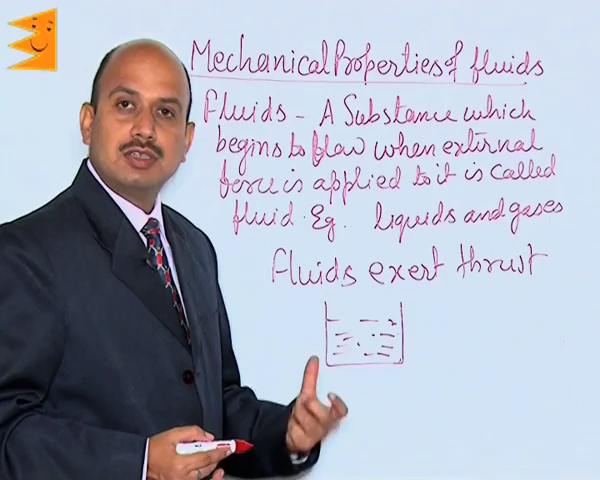 Mechanical Properties of fluids
Fluids - A Substance which
begins to flow when external
force is applied to it is called
fluid. Eg. liquids and gases
Fluids exert thrust